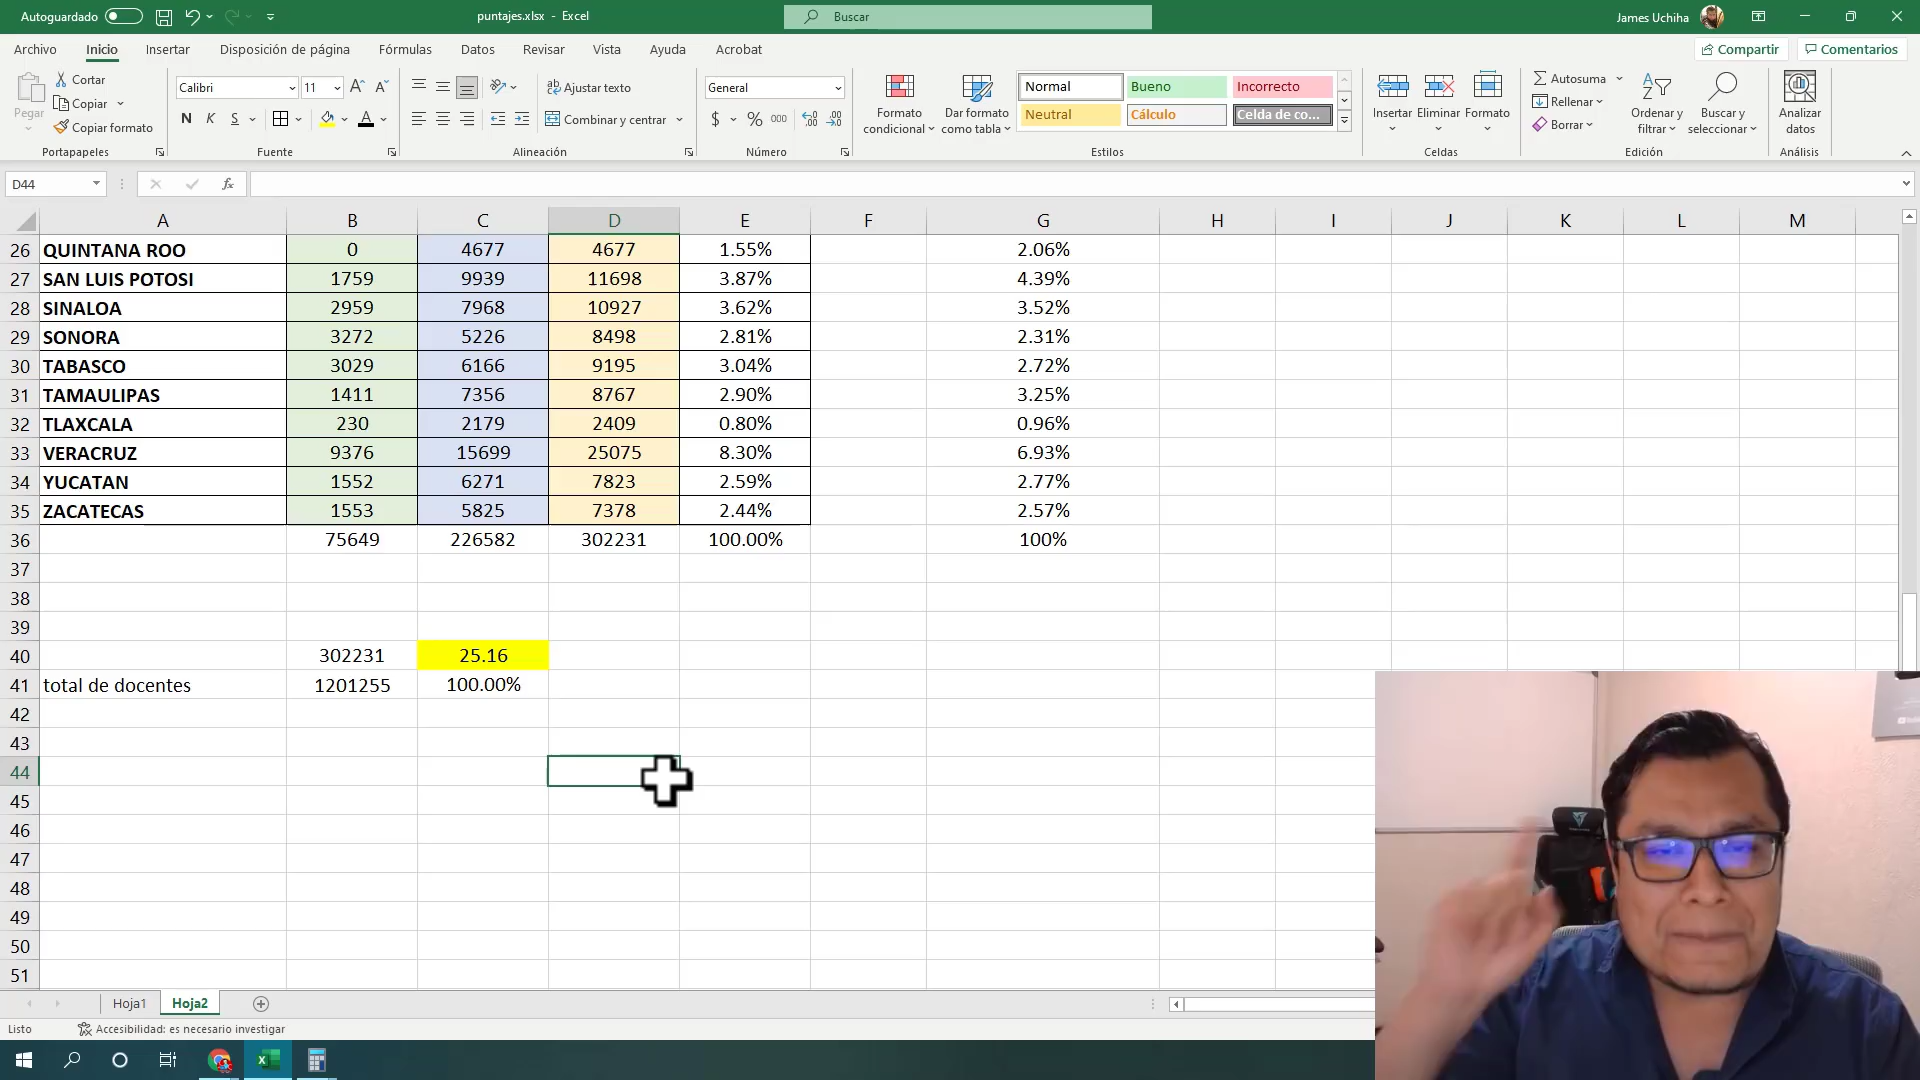 Autoguardado
puntajes.xlsx - Excel
Buscar
James Uchiha
Archivo Inicio Insertar Disposición de página Fórmulas Datos Revisar Vista Ayuda Acrobat
Compartir Comentarios
Pegar
Cortar
Copiar
Copiar formato
Portapapeles
Calibri 11
N K S
Fuente
Ajustar texto
Combinar y centrar
Alineación
General
$ % 000
Número
Formato condicional
Dar formato como tabla
Normal Bueno Incorrecto
Neutral Cálculo Celda de co...
Estilos
Insertar Eliminar Formato
Celdas
Autosuma
Rellenar
Borrar
Ordenar y filtrar
Buscar y seleccionar
Edición
Analizar datos
Análisis
D44
fx
A B C D E F G H I J K L M
26 QUINTANA ROO 0 4677 4677 1.55% 2.06%
27 SAN LUIS POTOSI 1759 9939 11698 3.87% 4.39%
28 SINALOA 2959 7968 10927 3.62% 3.52%
29 SONORA 3272 5226 8498 2.81% 2.31%
30 TABASCO 3029 6166 9195 3.04% 2.72%
31 TAMAULIPAS 1411 7356 8767 2.90% 3.25%
32 TLAXCALA 230 2179 2409 0.80% 0.96%
33 VERACRUZ 9376 15699 25075 8.30% 6.93%
34 YUCATAN 1552 6271 7823 2.59% 2.77%
35 ZACATECAS 1553 5825 7378 2.44% 2.57%
36 75649 226582 302231 100.00% 100%
37
38
39
40 302231 25.16
41 total de docentes 1201255 100.00%
42
43
44
45
46
47
48
49
50
51
Hoja1 Hoja2
Listo Accesibilidad: es necesario investigar